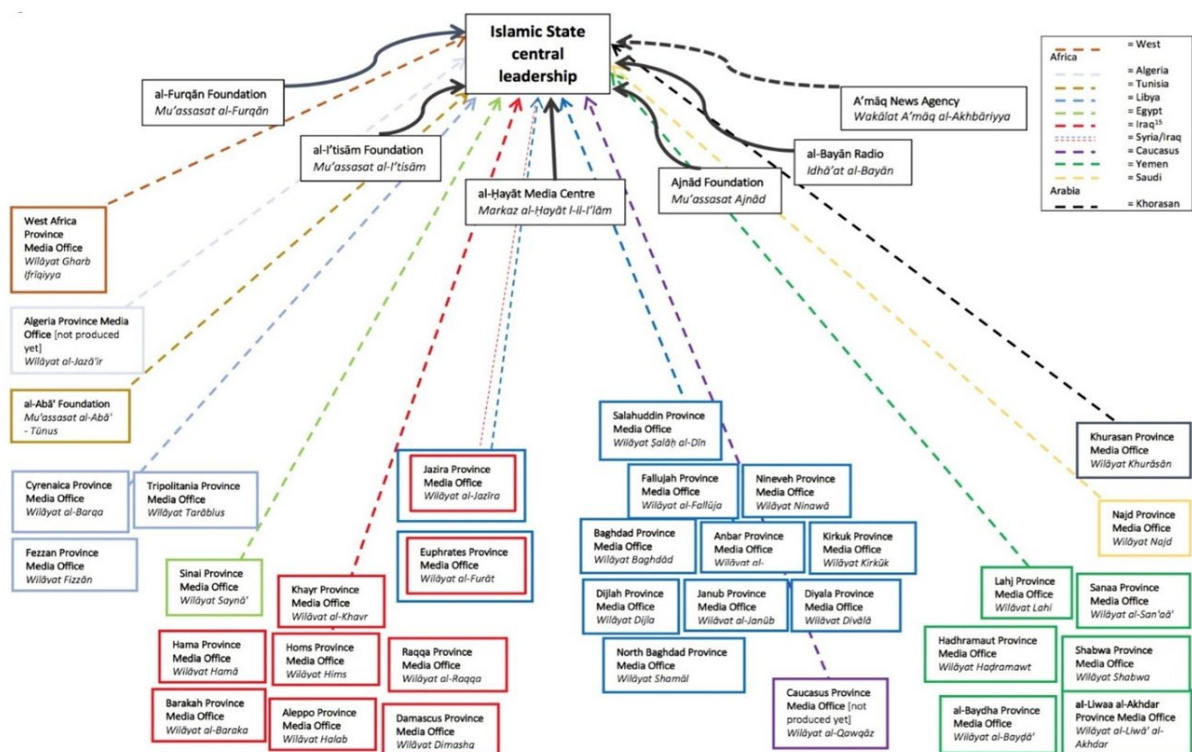 Islamic State
central
leadership
al-Furqān Foundation
Mu'assasat al-Furqān
al-I'tiṣām Foundation
Mu'assasat al-I'tiṣām
al-Ḥayāt Media Centre
Markaz al-Ḥayāt l-il-I'lām
Ajnād Foundation
Mu'assasat Ajnād
al-Bayān Radio
Idhā'at al-Bayān
A'māq News Agency
Wakālat A'māq al-Akhbāriyya
= West
Africa
= Algeria
= Tunisia
= Libya
= Egypt
= Iraq¹⁵
= Syria/Iraq
= Caucasus
= Yemen
= Saudi
Arabia
= Khorasan
West Africa
Province
Media Office
Wilāyat Gharb
Ifrīqiyya
Algeria Province Media
Office [not produced
yet]
Wilāyat al-Jazā'ir
al-Abā' Foundation
Mu'assasat al-Abā'
- Tūnus
Cyrenaica Province
Media Office
Wilāyat al-Barqa
Tripolitania Province
Media Office
Wilāyat Tarāblus
Fezzan Province
Media Office
Wilāyat Fizzān
Sinai Province
Media Office
Wilāyat Saynā'
Khayr Province
Media Office
Wilāyat al-Khayr
Hama Province
Media Office
Wilāyat Hamā
Homs Province
Media Office
Wilāyat Hims
Raqqa Province
Media Office
Wilāyat al-Raqqa
Barakah Province
Media Office
Wilāyat al-Baraka
Aleppo Province
Media Office
Wilāyat Halab
Damascus Province
Media Office
Wilāyat Dimashq
Jazira Province
Media Office
Wilāyat al-Jazīra
Euphrates Province
Media Office
Wilāyat al-Furāt
Salahuddin Province
Media Office
Wilāyat Ṣalāḥ al-Dīn
Fallujah Province
Media Office
Wilāyat al-Fallūja
Nineveh Province
Media Office
Wilāyat Ninawā
Baghdad Province
Media Office
Wilāyat Baghdād
Anbar Province
Media Office
Wilāyat al-
Kirkuk Province
Media Office
Wilāyat Kirkūk
Dijlah Province
Media Office
Wilāyat Dijla
Janub Province
Media Office
Wilāyat al-Janūb
Diyala Province
Media Office
Wilāyat Diyālā
North Baghdad Province
Media Office
Wilāyat Shamāl
Caucasus Province
Media Office [not
produced yet]
Wilāyat al-Qawqāz
Khurasan Province
Media Office
Wilāyat Khurāsān
Najd Province
Media Office
Wilāyat Najd
Lahj Province
Media Office
Wilāyat Lahj
Sanaa Province
Media Office
Wilāyat al-San'aā'
Hadhramaut Province
Media Office
Wilāyat Ḥaḍramawt
Shabwa Province
Media Office
Wilāyat Shabwa
al-Baydha Province
Media Office
Wilāyat al-Bayḍā'
al-Liwaa al-Akhdar
Province Media Office
Wilāyat al-Liwā' al-
Akhdar